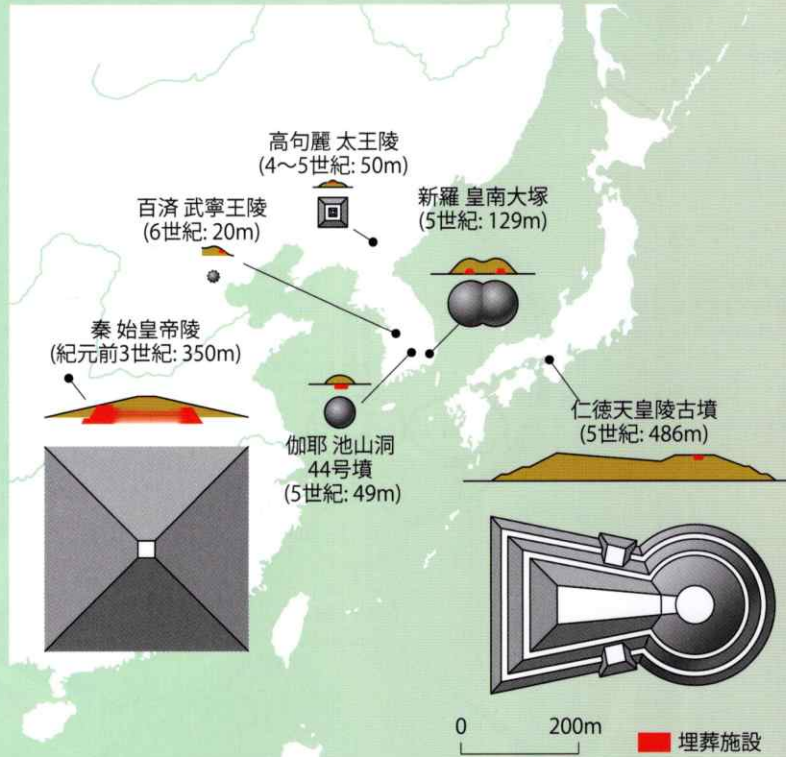 高句麗 太王陵
(4〜5世紀: 50m)
新羅 皇南大塚
(5世紀: 129m)
百済 武寧王陵
(6世紀: 20m)
秦 始皇帝陵
(紀元前3世紀: 350m)
伽耶 池山洞
44号墳
(5世紀: 49m)
仁徳天皇陵古墳
(5世紀: 486m)
0 200m
埋葬施設